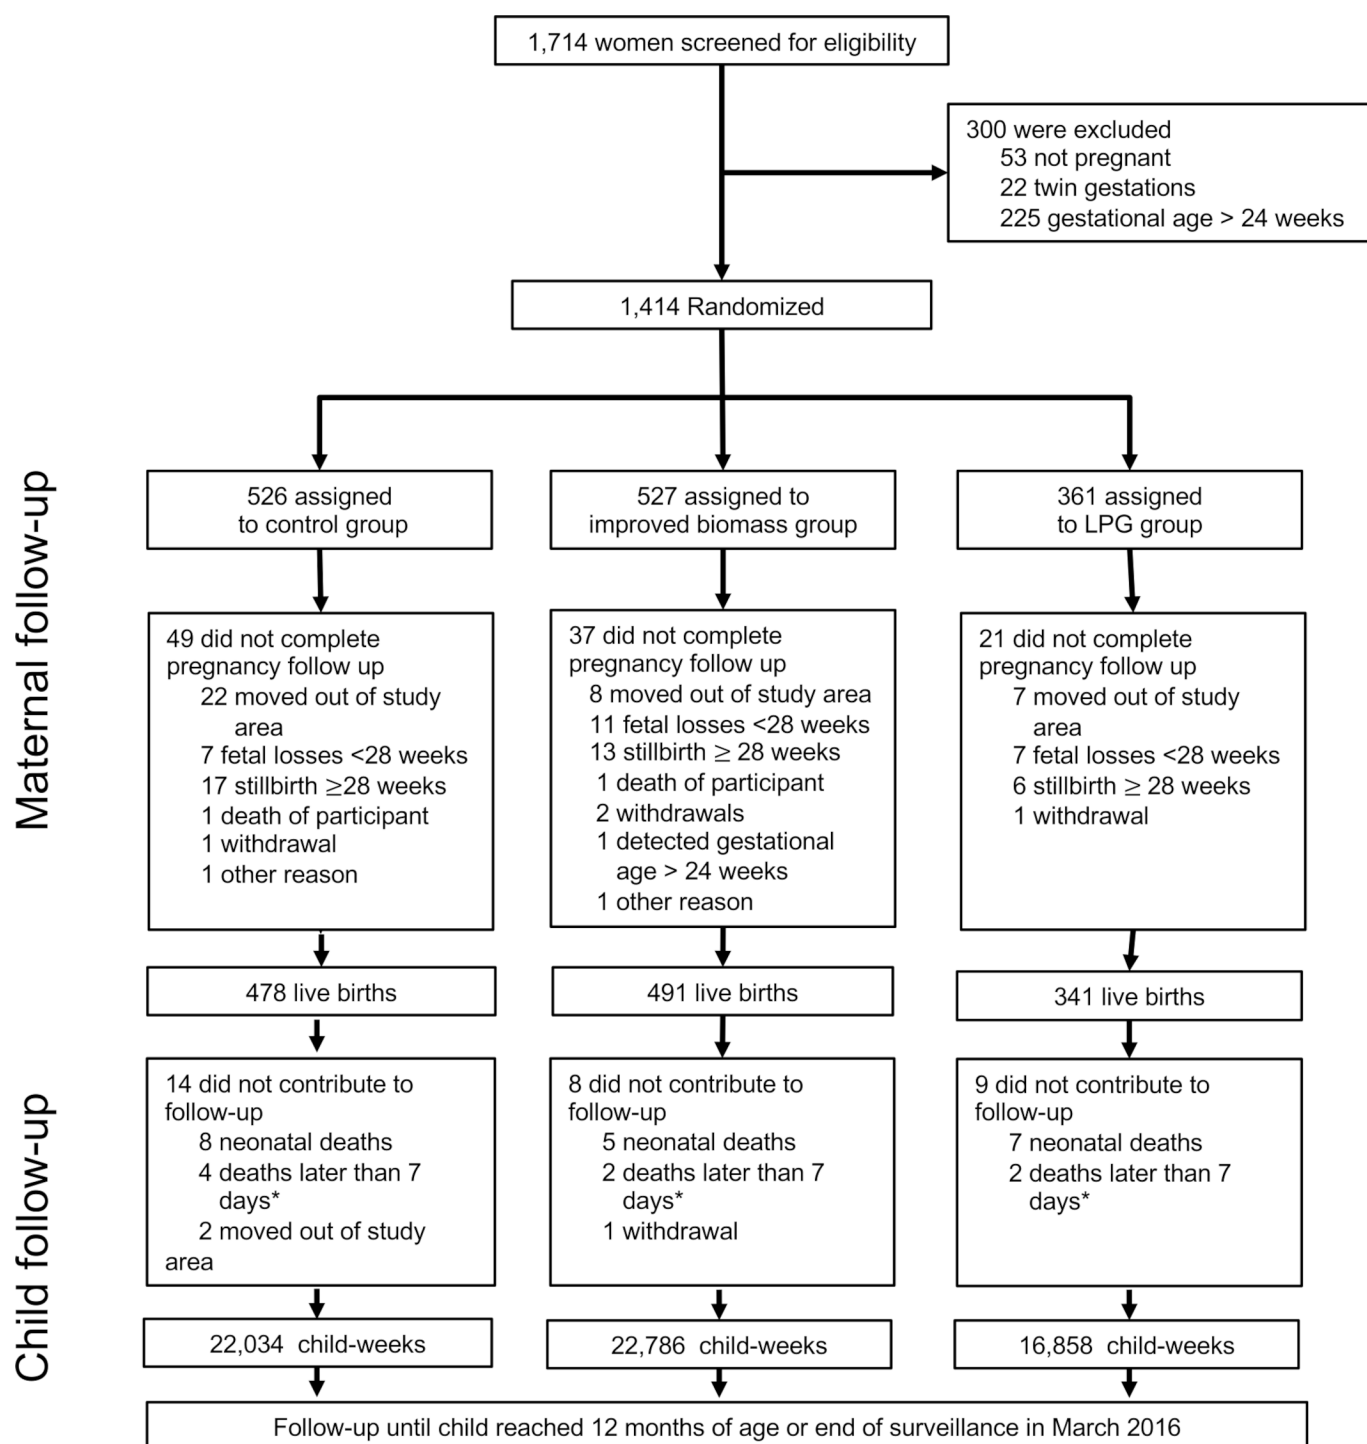 1,714 women screened for eligibility
300 were excluded
53 not pregnant
22 twin gestations
225 gestational age > 24 weeks
1,414 Randomized
Maternal follow-up
526 assigned
to control group
527 assigned to
improved biomass group
361 assigned
to LPG group
49 did not complete
pregnancy follow up
22 moved out of study
area
7 fetal losses <28 weeks
17 stillbirth ≥28 weeks
1 death of participant
1 withdrawal
1 other reason
37 did not complete
pregnancy follow up
8 moved out of study area
11 fetal losses <28 weeks
13 stillbirth ≥ 28 weeks
1 death of participant
2 withdrawals
1 detected gestational
age > 24 weeks
1 other reason
21 did not complete
pregnancy follow up
7 moved out of study
area
7 fetal losses <28 weeks
6 stillbirth ≥ 28 weeks
1 withdrawal
478 live births
491 live births
341 live births
Child follow-up
14 did not contribute to
follow-up
8 neonatal deaths
4 deaths later than 7
days*
2 moved out of study
area
8 did not contribute to
follow-up
5 neonatal deaths
2 deaths later than 7
days*
1 withdrawal
9 did not contribute to
follow-up
7 neonatal deaths
2 deaths later than 7
days*
22,034 child-weeks
22,786 child-weeks
16,858 child-weeks
Follow-up until child reached 12 months of age or end of surveillance in March 2016